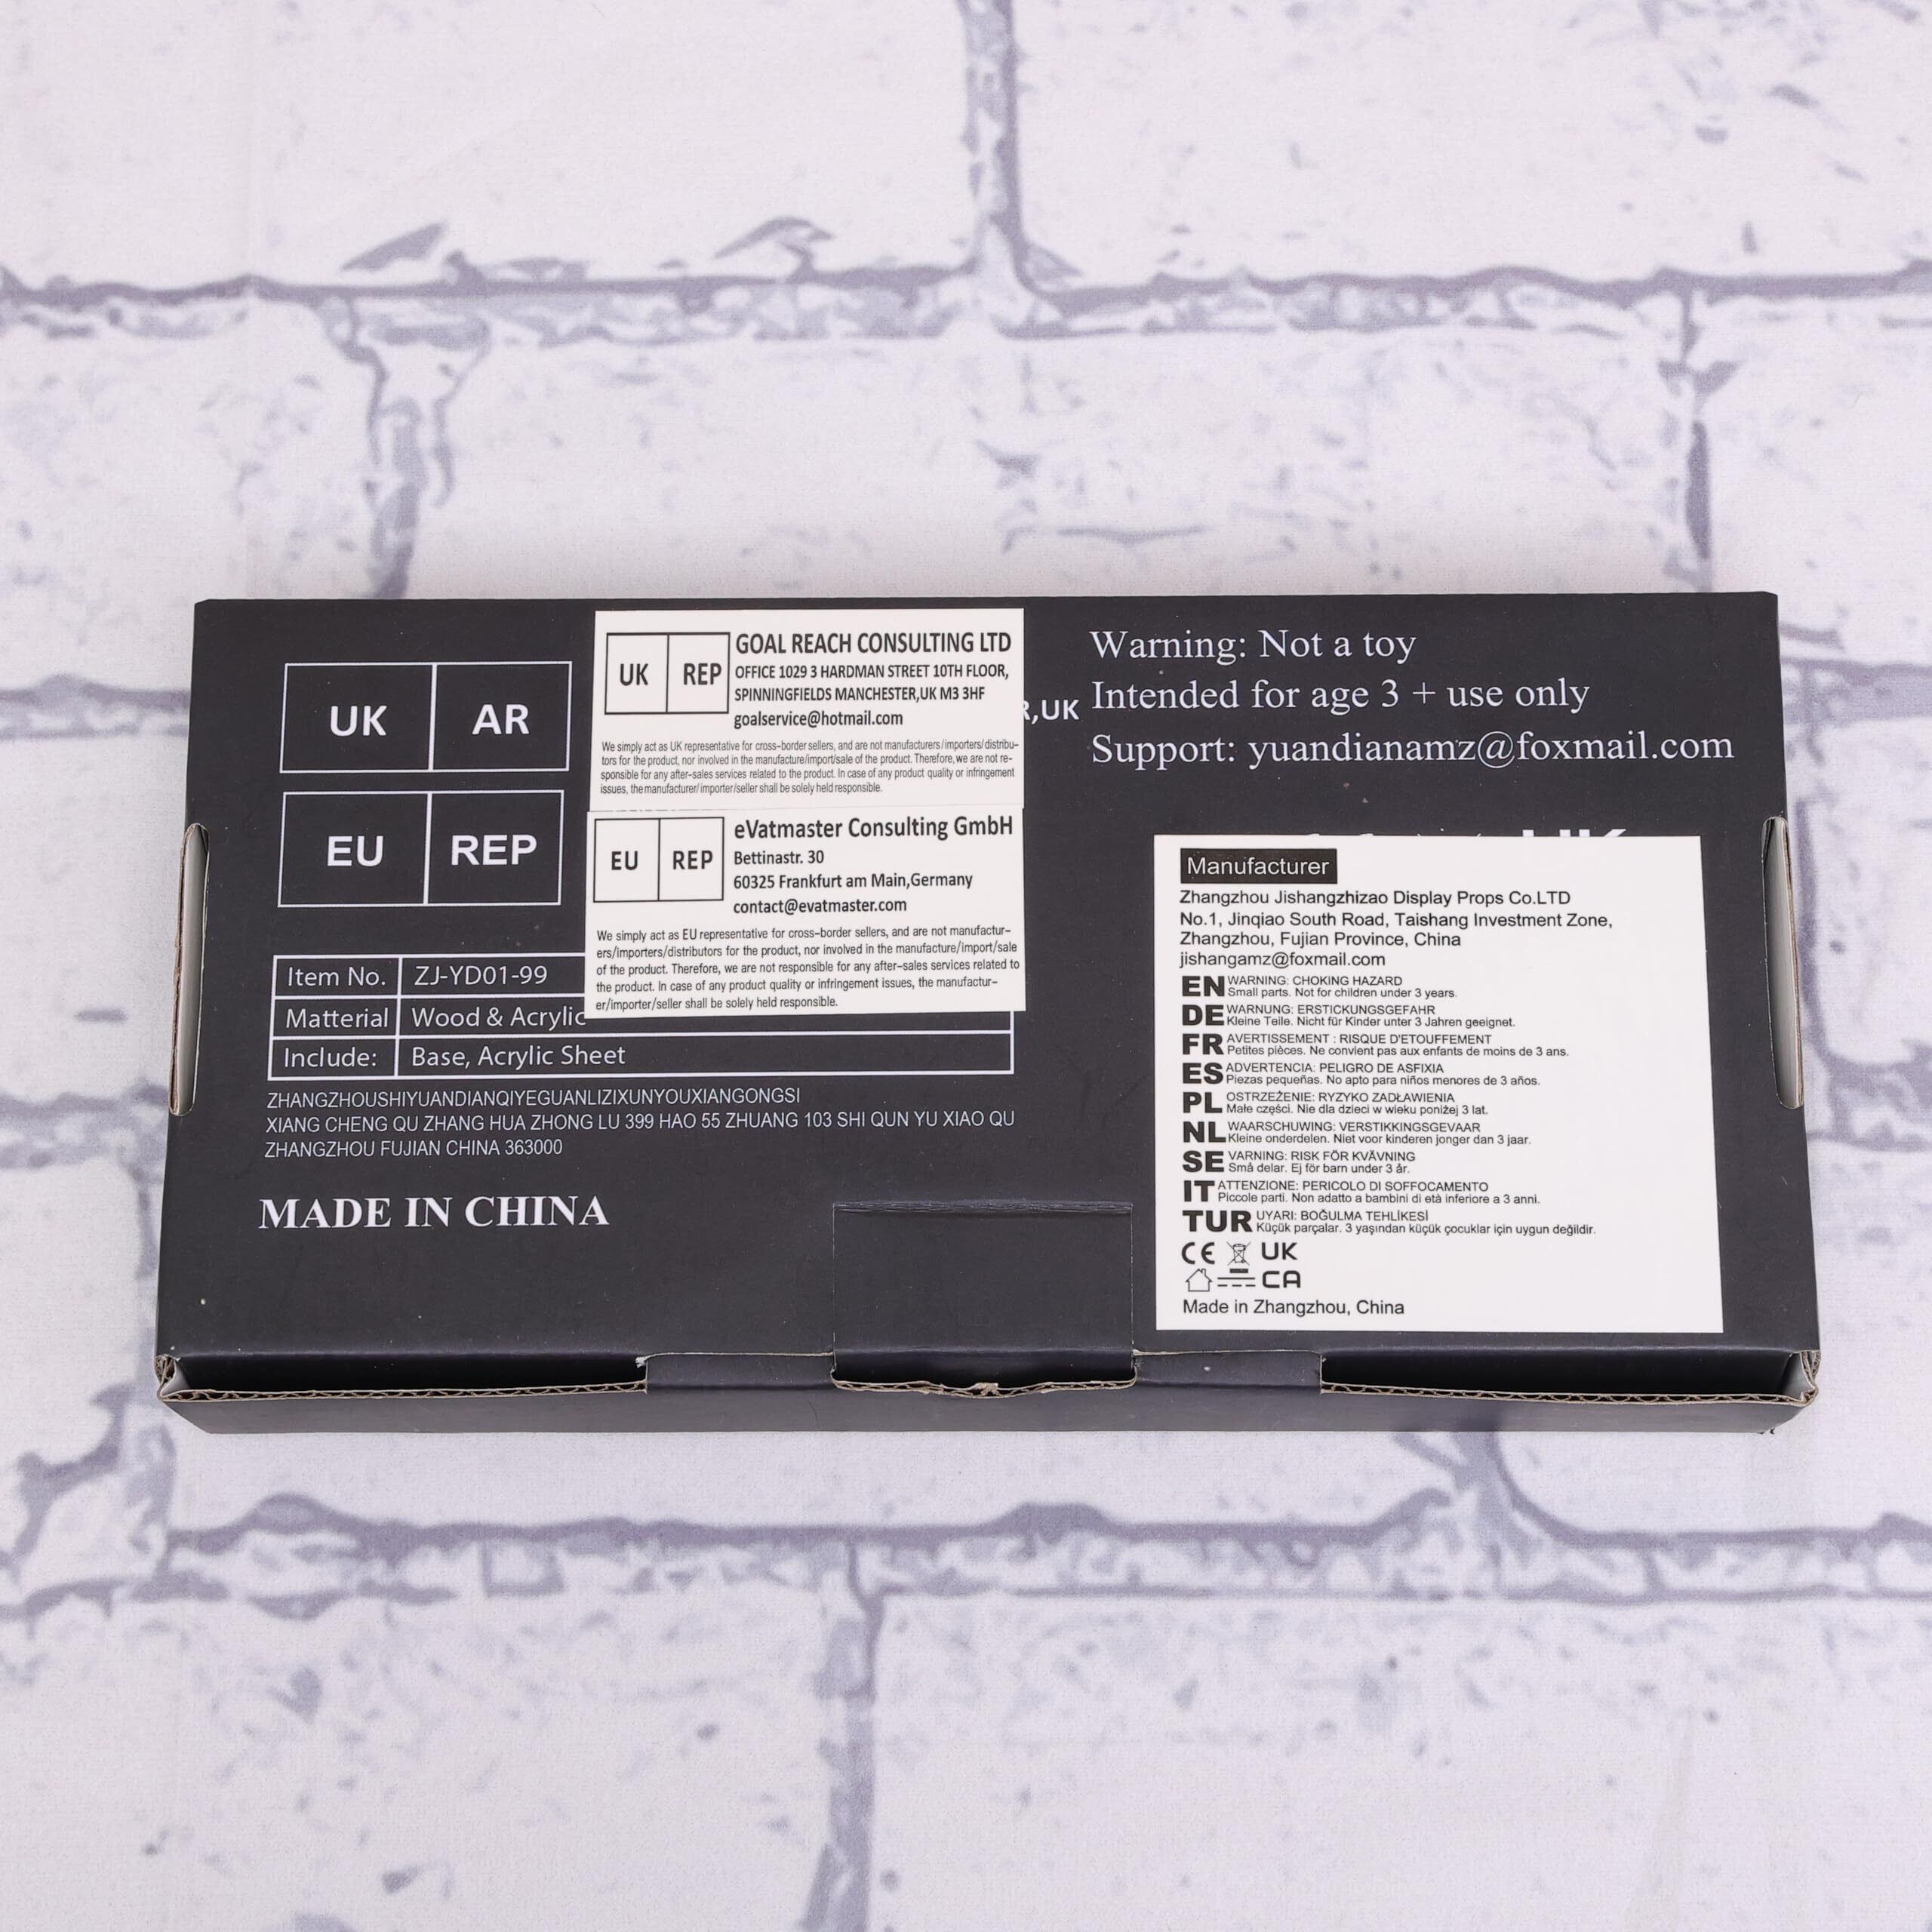 UK AR
EU REP
UK REP
GOAL REACH CONSULTING LTD
OFFICE 1029 3 HARDMAN STREET 10TH FLOOR,
SPINNINGFIELDS MANCHESTER,UK M3 3HF
goalservice@hotmail.com
We simply act as UK representative for cross-border sellers, and are not manufacturers/importers/distribu-
tors for the product, nor involved in the manufacture/import/sale of the product. Therefore, we are not re-
sponsible for any after-sales services related to the product. In case of any product quality or infringement
issues, the manufacturer/importer/seller shall be solely held responsible.
EU REP
eVatmaster Consulting GmbH
Bettinastr. 30
60325 Frankfurt am Main,Germany
contact@evatmaster.com
We simply act as EU representative for cross-border sellers, and are not manufactur-
ers/importers/distributors for the product, nor involved in the manufacture/import/sale
of the product. Therefore, we are not responsible for any after-sales services related to
the product. In case of any product quality or infringement issues, the manufactur-
er/importer/seller shall be solely held responsible.
,UK
Warning: Not a toy
Intended for age 3 + use only
Support: yuandianamz@foxmail.com
Item No. ZJ-YD01-99
Matterial Wood & Acrylic
Include: Base, Acrylic Sheet
ZHANGZHOUSHIYUANDIANQIYEGUANLIZIXUNYOUXIANGONGSI
XIANG CHENG QU ZHANG HUA ZHONG LU 399 HAO 55 ZHUANG 103 SHI QUN YU XIAO QU
ZHANGZHOU FUJIAN CHINA 363000
MADE IN CHINA
Manufacturer
Zhangzhou Jishangzhizao Display Props Co.LTD
No.1, Jinqiao South Road, Taishang Investment Zone,
Zhangzhou, Fujian Province, China
jishangamz@foxmail.com
EN WARNING: CHOKING HAZARD
Small parts. Not for children under 3 years.
DE WARNUNG: ERSTICKUNGSGEFAHR
Kleine Teile. Nicht für Kinder unter 3 Jahren geeignet.
FR AVERTISSEMENT : RISQUE D'ETOUFFEMENT
Petites pièces. Ne convient pas aux enfants de moins de 3 ans.
ES ADVERTENCIA: PELIGRO DE ASFIXIA
Piezas pequeñas. No apto para niños menores de 3 años.
PL OSTRZEŻENIE: RYZYKO ZADŁAWIENIA
Małe części. Nie dla dzieci w wieku poniżej 3 lat.
NL WAARSCHUWING: VERSTIKKINGSGEVAAR
Kleine onderdelen. Niet voor kinderen jonger dan 3 jaar.
SE VARNING: RISK FÖR KVÄVNING
Små delar. Ej för barn under 3 år.
IT ATTENZIONE: PERICOLO DI SOFFOCAMENTO
Piccole parti. Non adatto a bambini di età inferiore a 3 anni.
TUR UYARI: BOĞULMA TEHLİKESİ
Küçük parçalar. 3 yaşından küçük çocuklar için uygun değildir.
CE UK
CA
Made in Zhangzhou, China